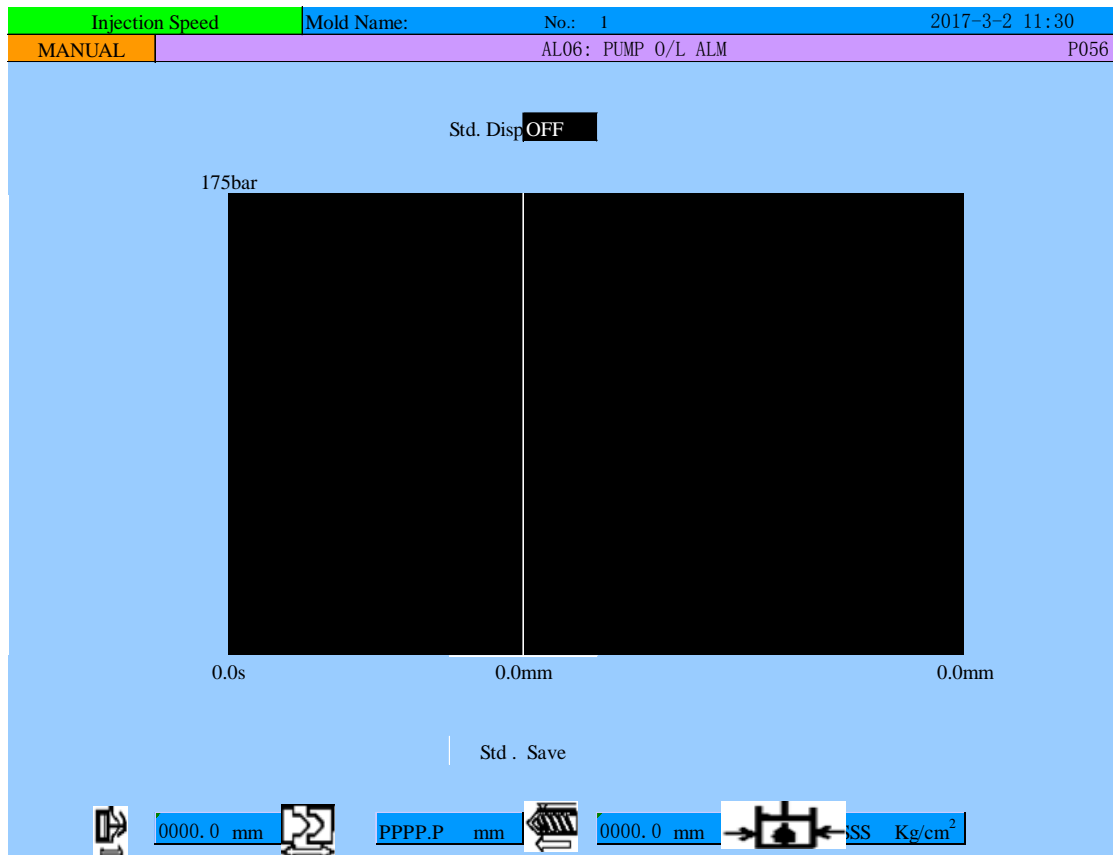 Injection Speed Mold Name: No.: 1 2017-3-2 11:30
MANUAL AL06: PUMP O/L ALM P056
Std. Disp OFF
175bar
0.0s 0.0mm 0.0mm
Std . Save
0000.0 mm PPPP.P mm 0000.0 mm SSS Kg/cm²